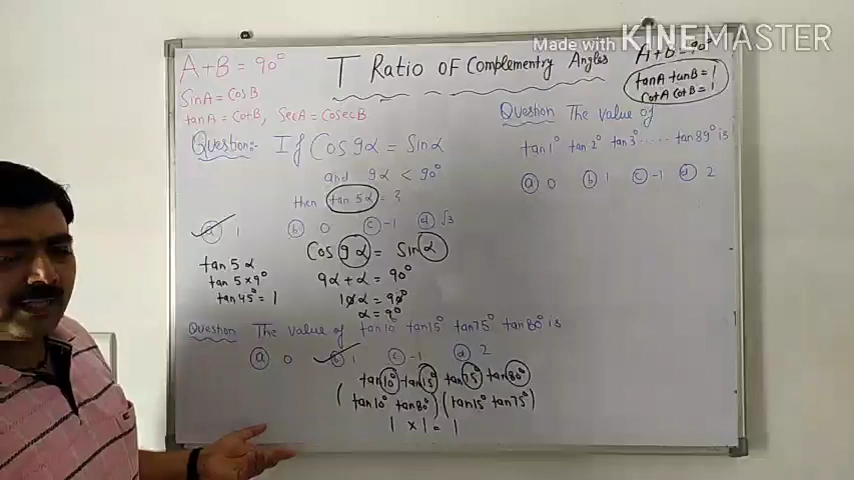 Made with KINEMASTER
T Ratio OF Complementry Angles
A+B = 90°
SinA = CosB
tanA = CotB, SecA = CosecB
A+B = 90°
tanA tanB = 1
CotA CotB = 1
Question:- If Cos 9α = Sin α
and 9α < 90°
then tan 5α = ?
a 1 b 0 c -1 d √3
tan 5 α
tan 5×9°
tan 45° = 1
Cos 9α = Sin α
9α + α = 90°
10α = 90°
α = 9°
Question The value of
tan1° tan2° tan3° ..... tan89° is
a 0 b 1 c -1 d 2
Question The value of tan10° tan15° tan75° tan80° is
a 0 b 1 c -1 d 2
tan10° tan15° tan75° tan80°
(tan10° tan80°) (tan15° tan75°)
1 × 1 = 1